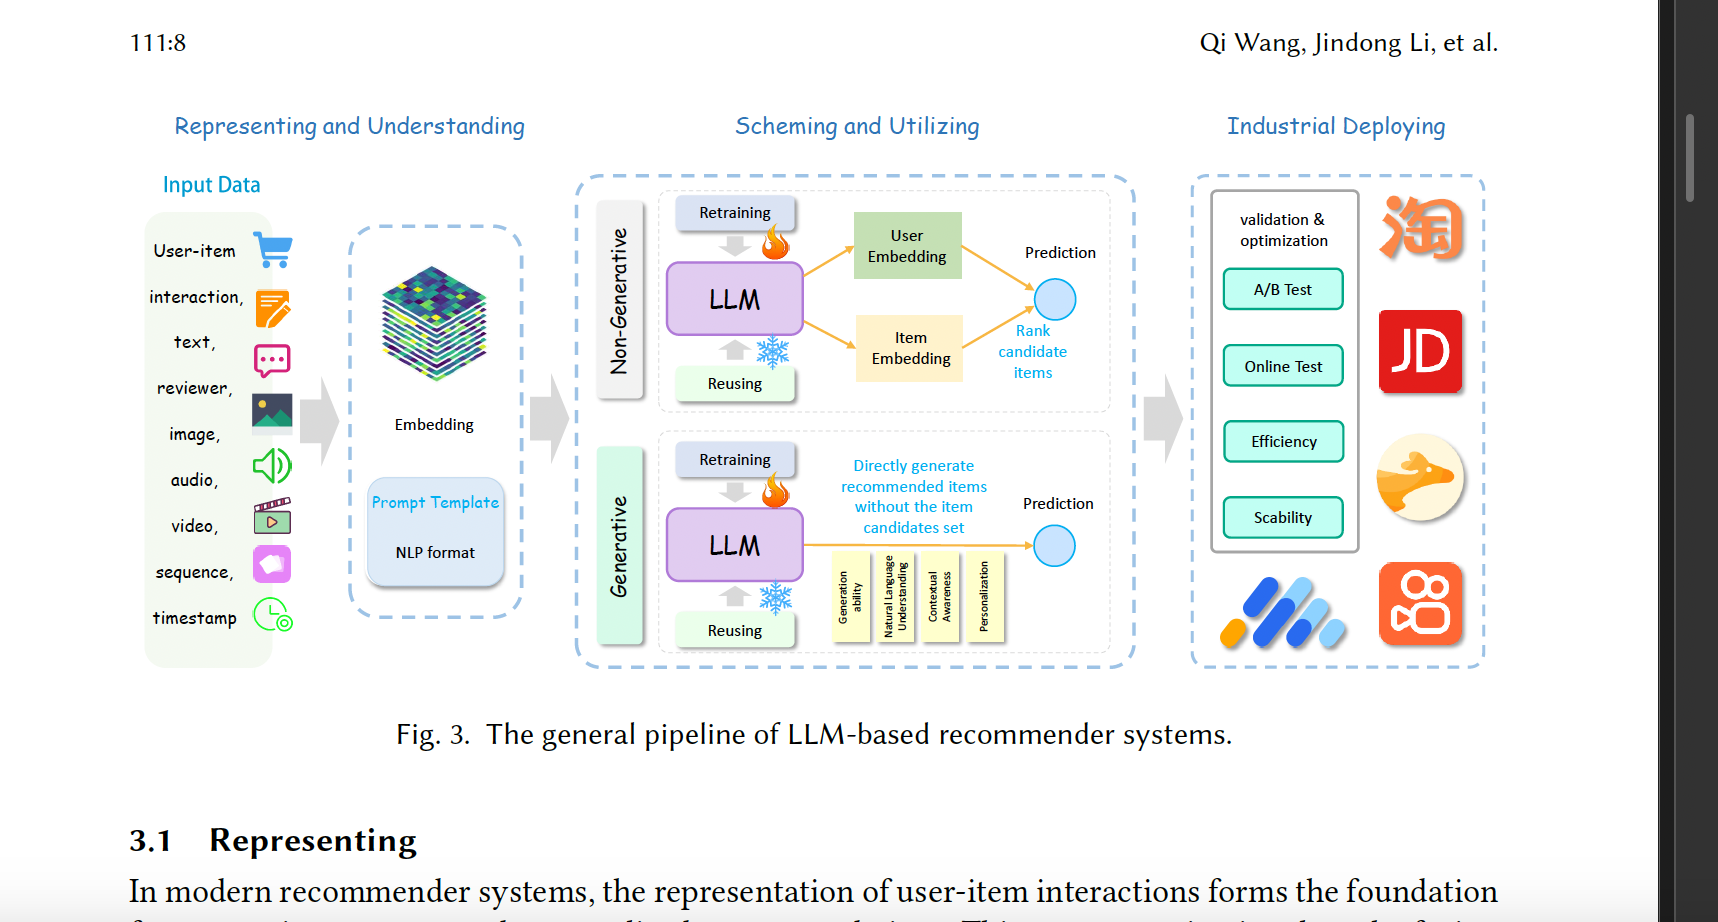 111:8
Qi Wang, Jindong Li, et al.
Representing and Understanding
Scheming and Utilizing
Industrial Deploying
Input Data
User-item
interaction,
text,
reviewer,
image,
audio,
video,
sequence,
timestamp
Embedding
Prompt Template
NLP format
Non-Generative
Retraining
LLM
Reusing
User
Embedding
Item
Embedding
Prediction
Rank
candidate
items
Generative
Retraining
LLM
Reusing
Directly generate
recommended items
without the item
candidates set
Prediction
Generation
ability
Natural Language
Understanding
Contextual
Awareness
Personalization
validation &
optimization
A/B Test
Online Test
Efficiency
Scability
淘
JD
Fig. 3. The general pipeline of LLM-based recommender systems.
3.1 Representing
In modern recommender systems, the representation of user-item interactions forms the foundation